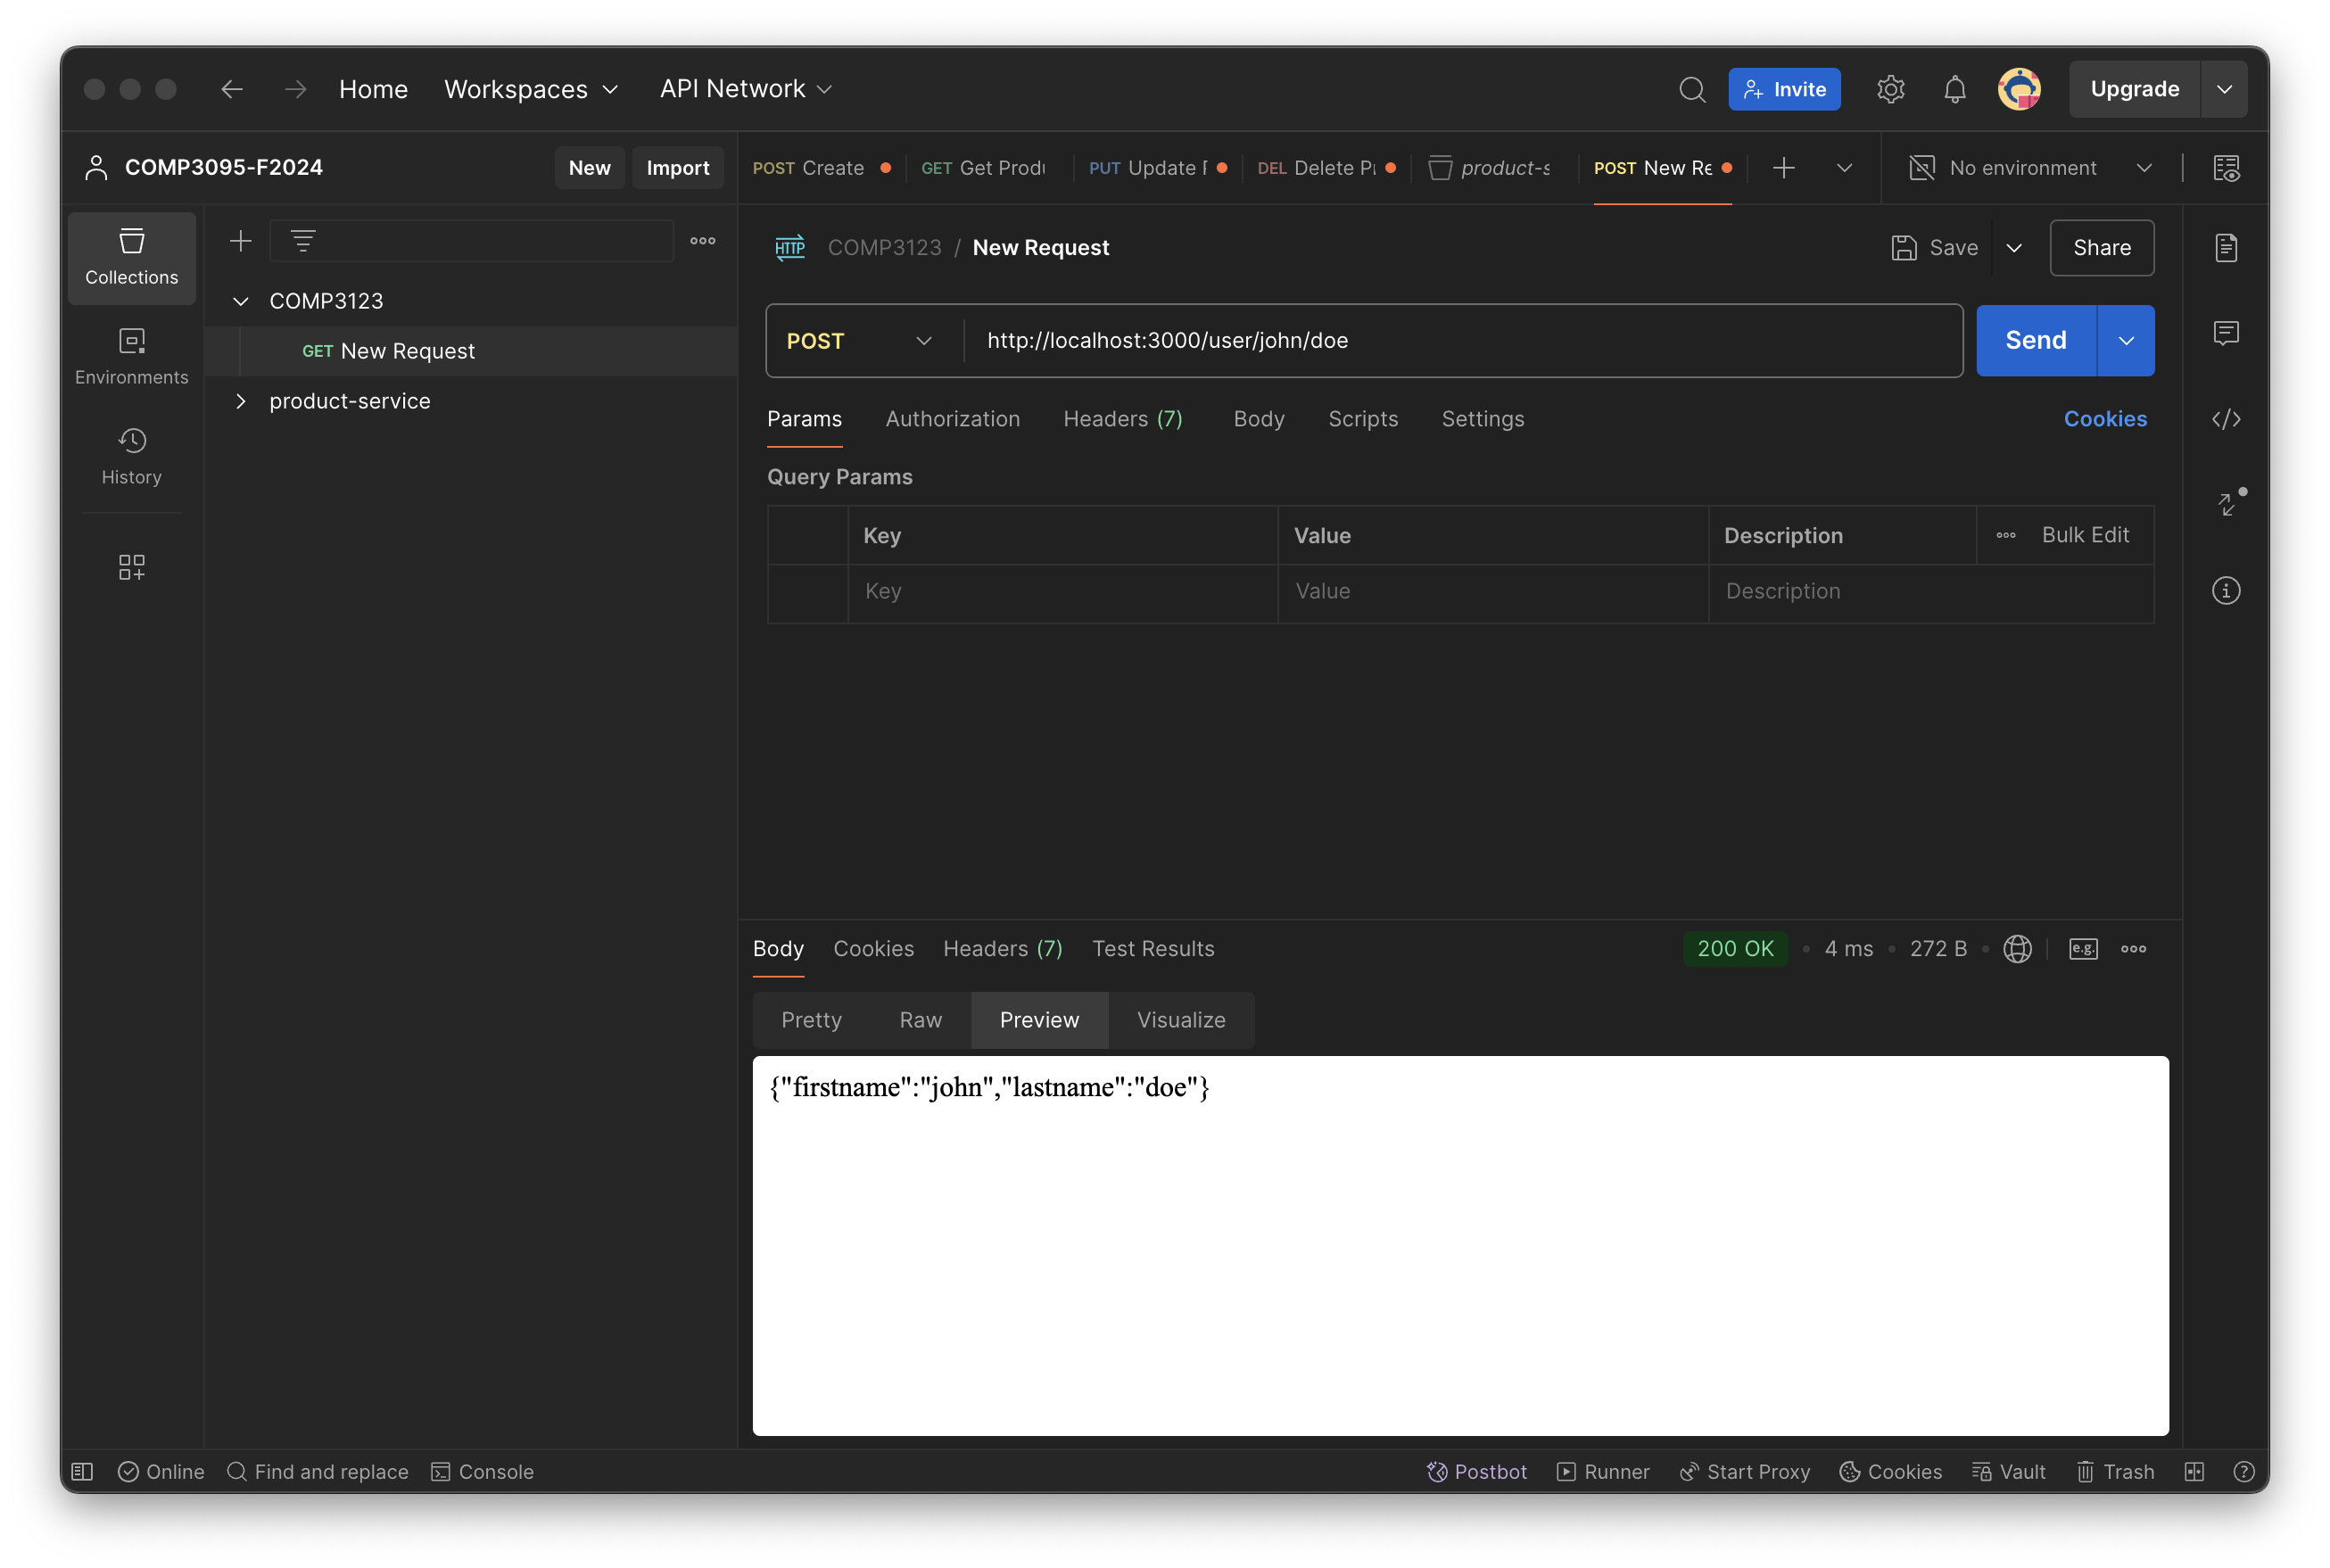 Home Workspaces API Network Invite Upgrade
COMP3095-F2024 New Import
POST Create GET Get Produ PUT Update DEL Delete P product-s POST New Re No environment
Collections
Environments
History
COMP3123
GET New Request
product-service
HTTP COMP3123 / New Request Save Share
POST http://localhost:3000/user/john/doe Send
Params Authorization Headers (7) Body Scripts Settings Cookies
Query Params
Key Value Description Bulk Edit
Key Value Description
Body Cookies Headers (7) Test Results 200 OK 4 ms 272 B e.g.
Pretty Raw Preview Visualize
{"firstname":"john","lastname":"doe"}
Online Find and replace Console Postbot Runner Start Proxy Cookies Vault Trash